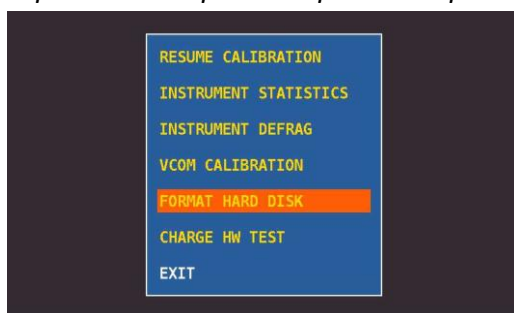 RESUME CALIBRATION
INSTRUMENT STATISTICS
INSTRUMENT DEFRAG
VCOM CALIBRATION
FORMAT HARD DISK
CHARGE HW TEST
EXIT